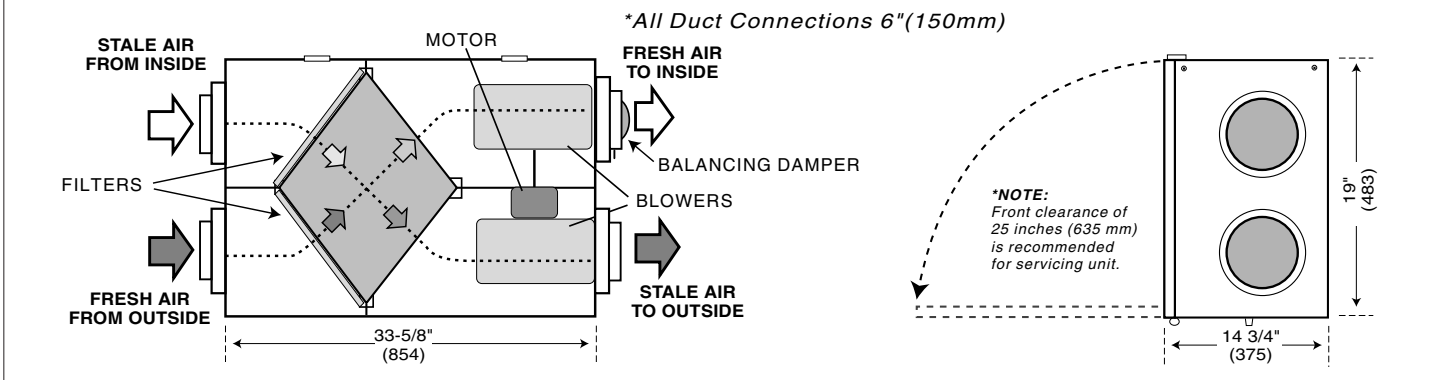 *All Duct Connections 6"(150mm)
STALE AIR
FROM INSIDE
MOTOR
FRESH AIR
TO INSIDE
BALANCING DAMPER
FILTERS
BLOWERS
FRESH AIR
FROM OUTSIDE
STALE AIR
TO OUTSIDE
33-5/8"
(854)
*NOTE:
Front clearance of
25 inches (635 mm)
is recommended
for servicing unit.
19"
(483)
14 3/4"
(375)